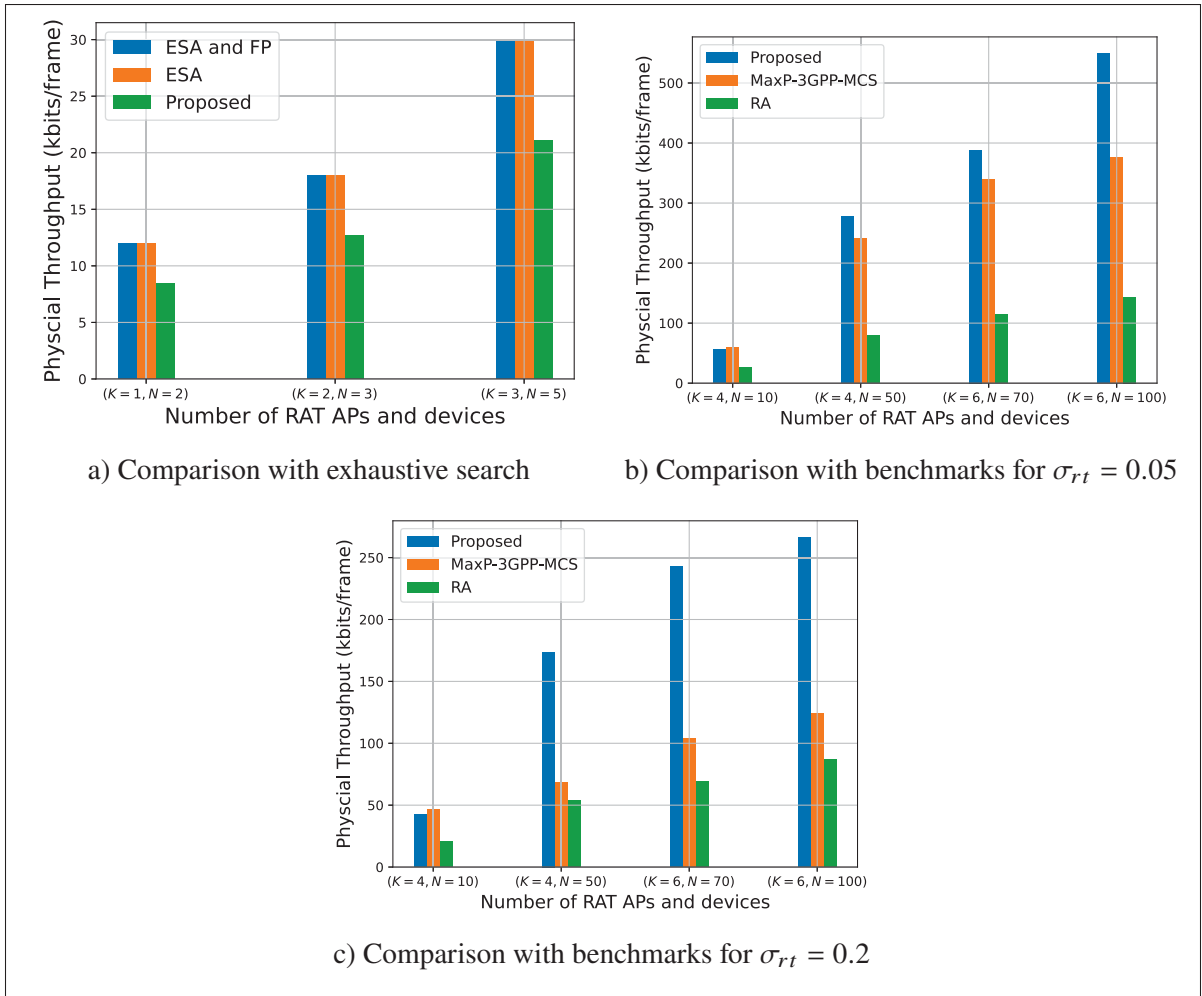 30
25
20
15
10
5
0
Physcial Throughput (kbits/frame)
ESA and FP
ESA
Proposed
(K = 1, N = 2)
(K = 2, N = 3)
(K = 3, N = 5)
Number of RAT APs and devices
a) Comparison with exhaustive search
500
400
300
200
100
0
Physcial Throughput (kbits/frame)
Proposed
MaxP-3GPP-MCS
RA
(K = 4, N = 10)
(K = 4, N = 50)
(K = 6, N = 70)
(K = 6, N = 100)
Number of RAT APs and devices
b) Comparison with benchmarks for σ_rt = 0.05
250
200
150
100
50
0
Physcial Throughput (kbits/frame)
Proposed
MaxP-3GPP-MCS
RA
(K = 4, N = 10)
(K = 4, N = 50)
(K = 6, N = 70)
(K = 6, N = 100)
Number of RAT APs and devices
c) Comparison with benchmarks for σ_rt = 0.2